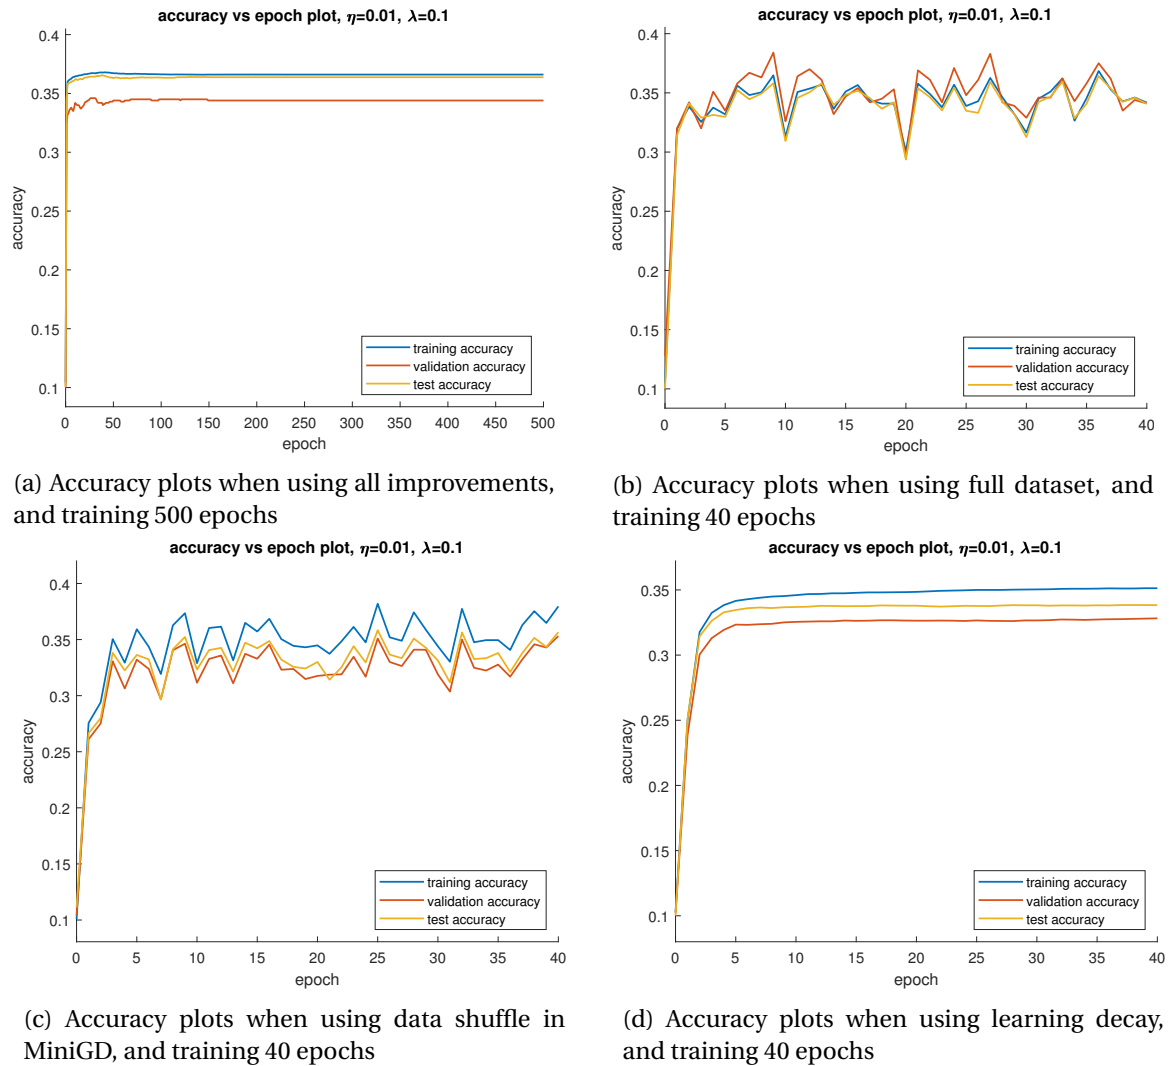 accuracy vs epoch plot, η=0.01, λ=0.1
0.4
0.35
0.3
0.25
0.2
0.15
0.1
accuracy
training accuracy
validation accuracy
test accuracy
0 50 100 150 200 250 300 350 400 450 500
epoch
(a) Accuracy plots when using all improvements,
and training 500 epochs
accuracy vs epoch plot, η=0.01, λ=0.1
0.4
0.35
0.3
0.25
0.2
0.15
0.1
accuracy
training accuracy
validation accuracy
test accuracy
0 5 10 15 20 25 30 35 40
epoch
(b) Accuracy plots when using full dataset, and
training 40 epochs
accuracy vs epoch plot, η=0.01, λ=0.1
0.4
0.35
0.3
0.25
0.2
0.15
0.1
accuracy
training accuracy
validation accuracy
test accuracy
0 5 10 15 20 25 30 35 40
epoch
(c) Accuracy plots when using data shuffle in
MiniGD, and training 40 epochs
accuracy vs epoch plot, η=0.01, λ=0.1
0.35
0.3
0.25
0.2
0.15
0.1
accuracy
training accuracy
validation accuracy
test accuracy
0 5 10 15 20 25 30 35 40
epoch
(d) Accuracy plots when using learning decay,
and training 40 epochs